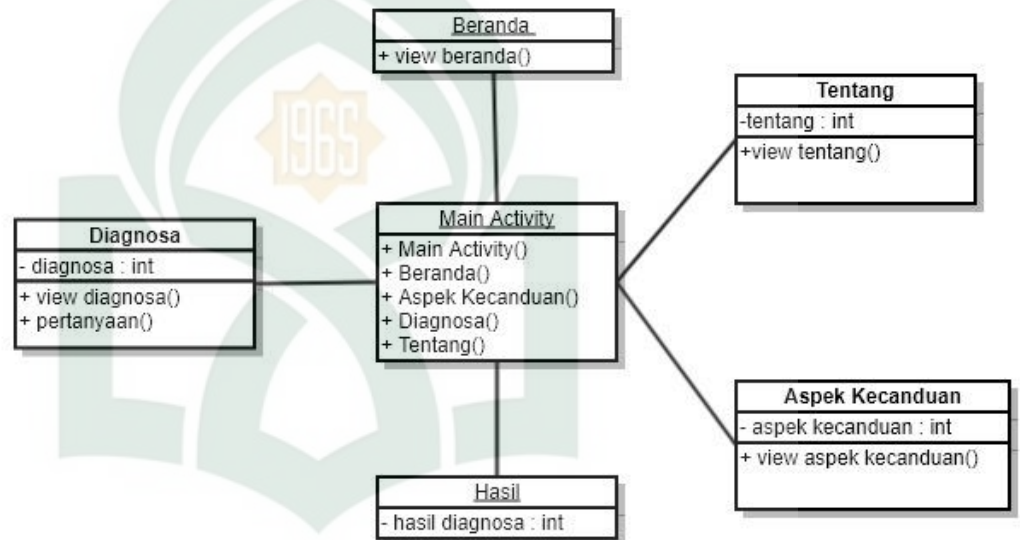 Beranda
+ view beranda()
1965
Tentang
-tentang : int
+view tentang()
Diagnosa
- diagnosa : int
+ view diagnosa()
+ pertanyaan()
Main Activity
+ Main Activity()
+ Beranda()
+ Aspek Kecanduan()
+ Diagnosa()
+ Tentang()
Aspek Kecanduan
- aspek kecanduan : int
+ view aspek kecanduan()
Hasil
- hasil diagnosa : int